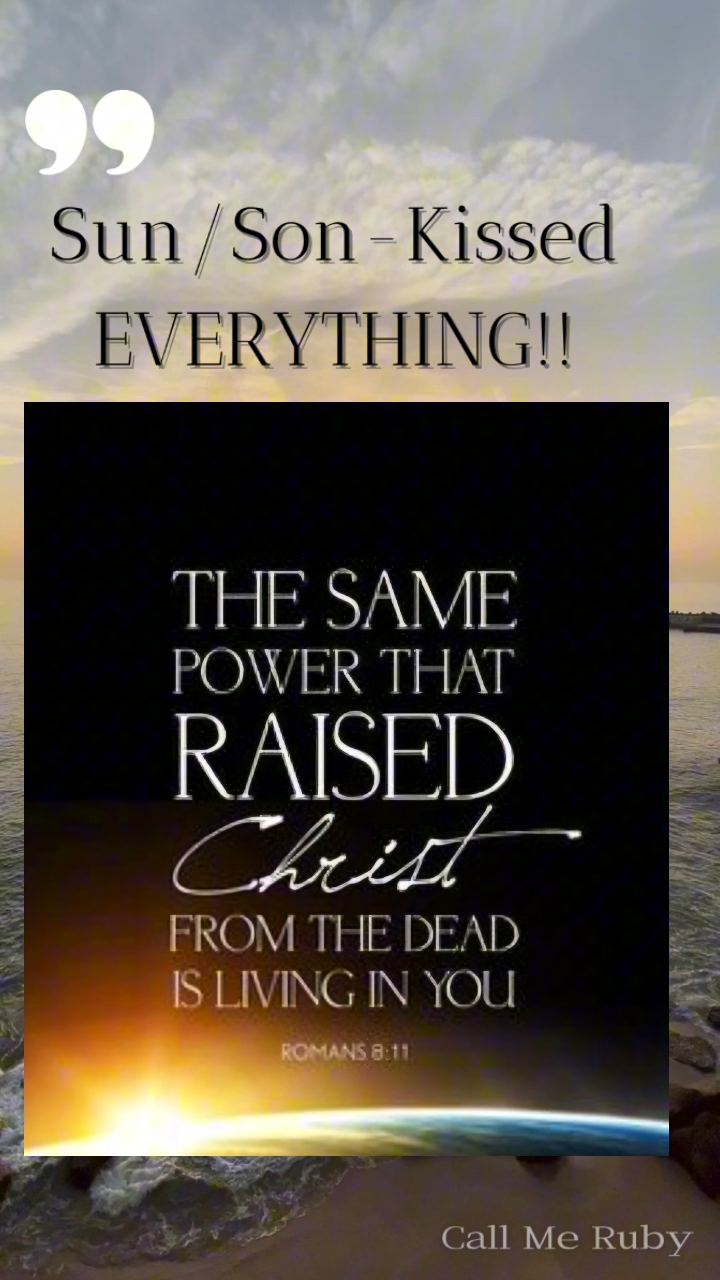 ”
Sun/Son-Kissed
EVERYTHING!!
THE SAME
POWER THAT
RAISED
Christ
FROM THE DEAD
IS LIVING IN YOU
ROMANS 8:11
Call Me Ruby